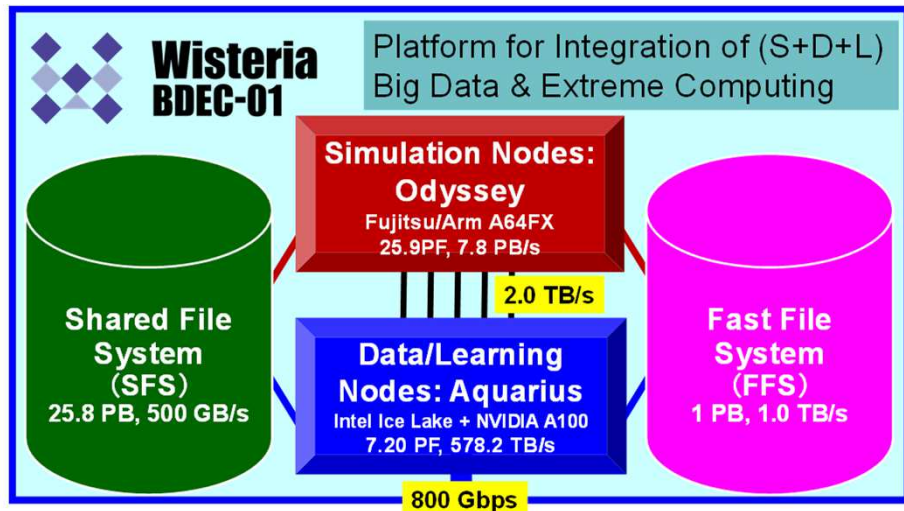 Wisteria
BDEC-01
Platform for Integration of (S+D+L)
Big Data & Extreme Computing
Simulation Nodes:
Odyssey
Fujitsu/Arm A64FX
25.9PF, 7.8 PB/s
2.0 TB/s
Shared File
System
(SFS)
25.8 PB, 500 GB/s
Data/Learning
Nodes: Aquarius
Intel Ice Lake + NVIDIA A100
7.20 PF, 578.2 TB/s
Fast File
System
(FFS)
1 PB, 1.0 TB/s
800 Gbps